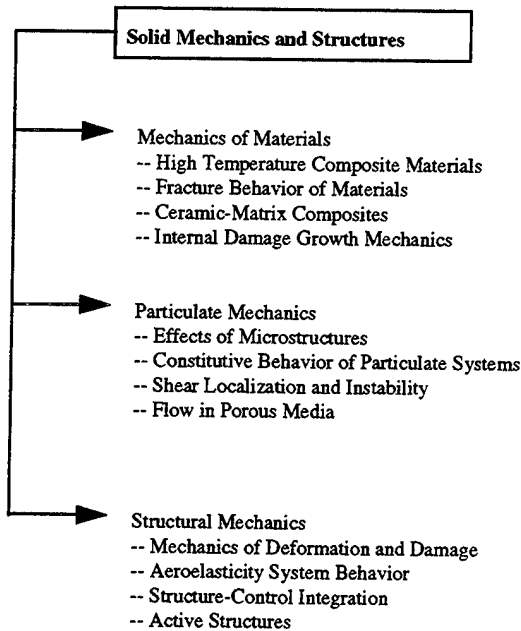 Solid Mechanics and Structures
Mechanics of Materials
-- High Temperature Composite Materials
-- Fracture Behavior of Materials
-- Ceramic-Matrix Composites
-- Internal Damage Growth Mechanics
Particulate Mechanics
-- Effects of Microstructures
-- Constitutive Behavior of Particulate Systems
-- Shear Localization and Instability
-- Flow in Porous Media
Structural Mechanics
-- Mechanics of Deformation and Damage
-- Aeroelasticity System Behavior
-- Structure-Control Integration
-- Active Structures